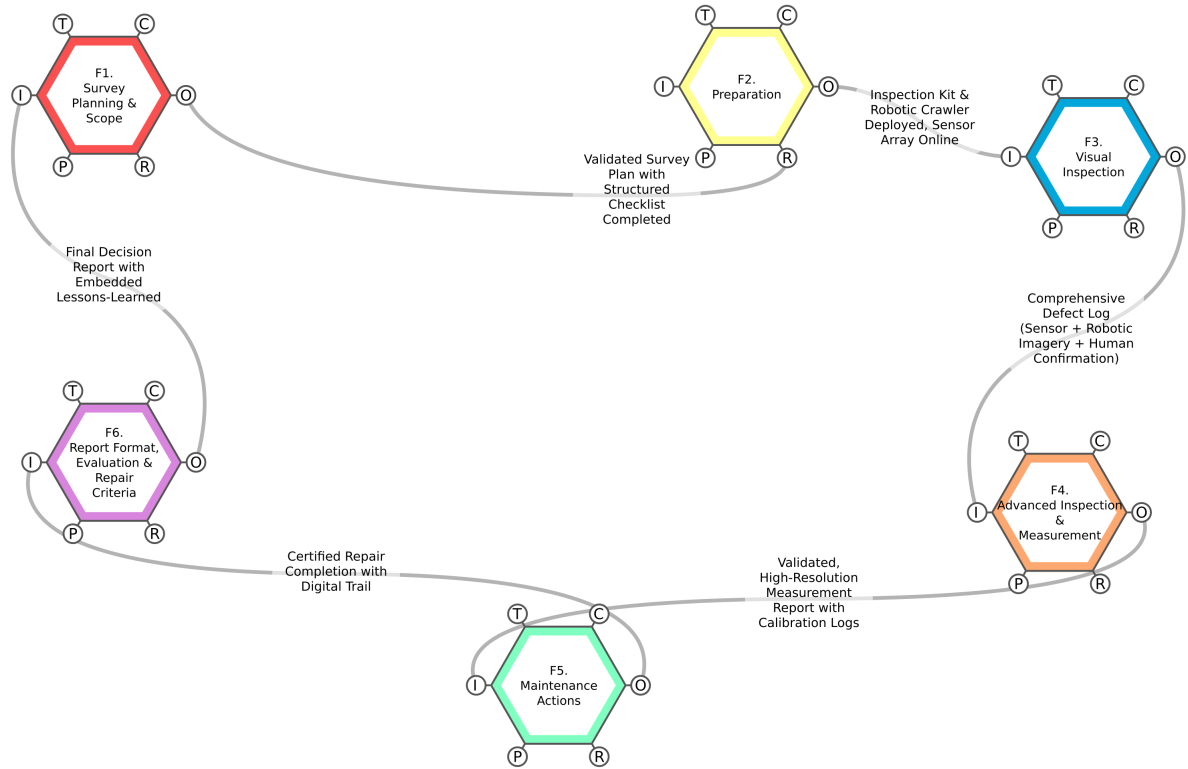 T
C
I
O
P
R
F1.
Survey
Planning &
Scope
T
C
I
O
P
R
F2.
Preparation
Inspection Kit &
Robotic Crawler
Deployed, Sensor
Array Online
T
C
I
O
P
R
F3.
Visual
Inspection
Validated Survey
Plan with
Structured
Checklist
Completed
Final Decision
Report with
Embedded
Lessons-Learned
Comprehensive
Defect Log
(Sensor + Robotic
Imagery + Human
Confirmation)
T
C
I
O
P
R
F6.
Report Format,
Evaluation &
Repair
Criteria
T
C
I
O
P
R
F4.
Advanced Inspection
&
Measurement
Certified Repair
Completion with
Digital Trail
Validated,
High-Resolution
Measurement
Report with
Calibration Logs
T
C
I
O
P
R
F5.
Maintenance
Actions